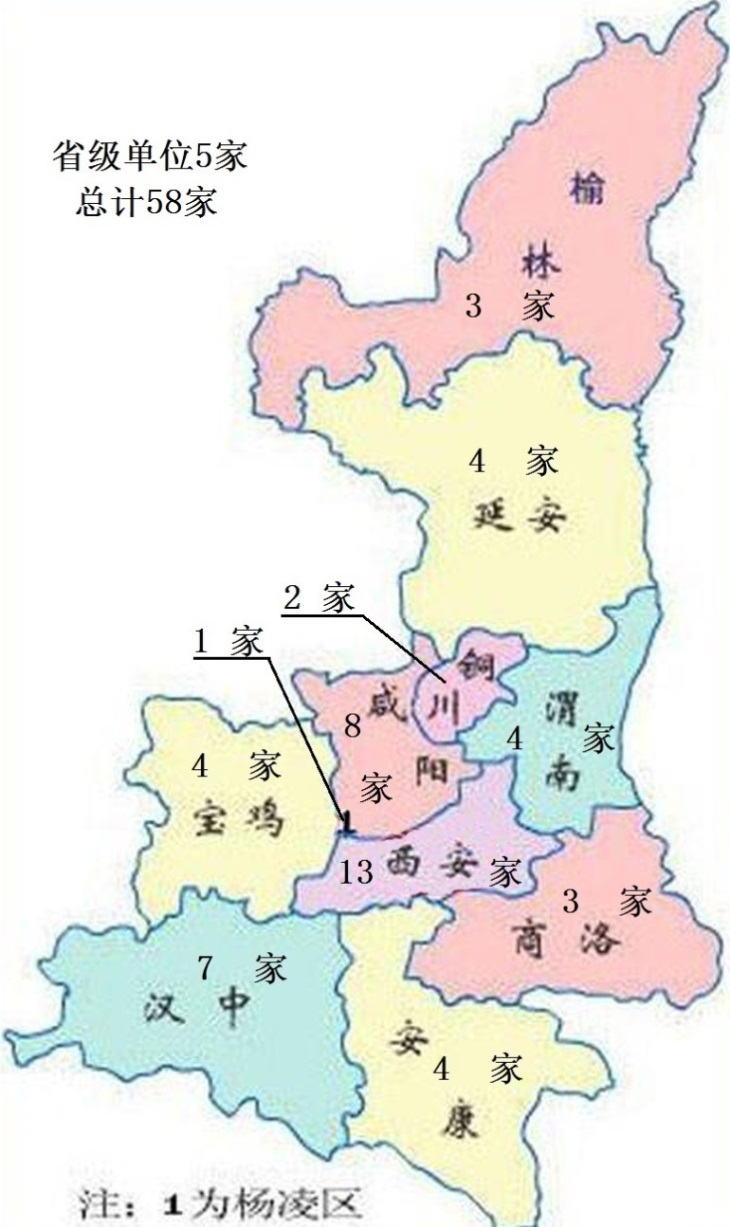 省级单位5家
总计58家
榆
林
3 家
4 家
延安
2 家
1 家
铜
川
咸
8
阳
家
渭
4 家
南
4 家
宝鸡
1
13 西安 家
3 家
商洛
7 家
汉中
安
4 家
康
注：1为杨凌区